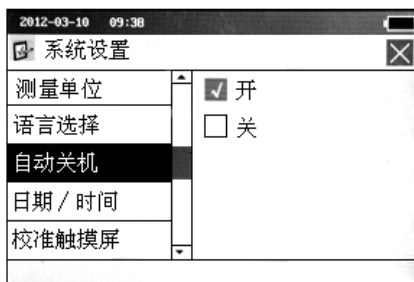 2012-03-10 09:38
系统设置
测量单位
开
语言选择
关
自动关机
日期 / 时间
校准触摸屏